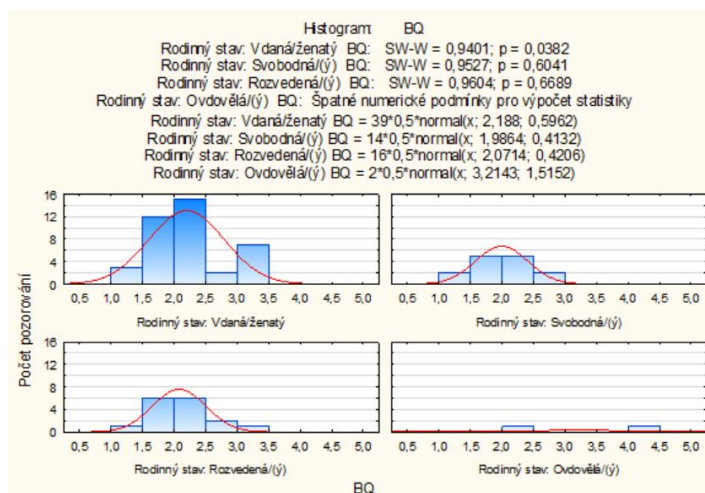 Histogram: BQ
Rodinný stav: Vdaná/ženatý BQ: SW-W = 0,9401; p = 0,0382
Rodinný stav: Svobodná/(ý) BQ: SW-W = 0,9527; p = 0,6041
Rodinný stav: Rozvedená/(ý) BQ: SW-W = 0,9604; p = 0,6689
Rodinný stav: Ovdovělá/(ý) BQ: Špatné numerické podmínky pro výpočet statistiky
Rodinný stav: Vdaná/ženatý BQ = 39*0,5*normal(x; 2,188; 0,5962)
Rodinný stav: Svobodná/(ý) BQ = 14*0,5*normal(x; 1,9864; 0,4132)
Rodinný stav: Rozvedená/(ý) BQ = 16*0,5*normal(x; 2,0714; 0,4206)
Rodinný stav: Ovdovělá/(ý) BQ = 2*0,5*normal(x; 3,2143; 1,5152)
Počet pozorování
16
12
8
4
0
0,5 1,0 1,5 2,0 2,5 3,0 3,5 4,0 4,5 5,0
Rodinný stav: Vdaná/ženatý
0,5 1,0 1,5 2,0 2,5 3,0 3,5 4,0 4,5 5,0
Rodinný stav: Svobodná/(ý)
16
12
8
4
0
0,5 1,0 1,5 2,0 2,5 3,0 3,5 4,0 4,5 5,0
Rodinný stav: Rozvedená/(ý)
0,5 1,0 1,5 2,0 2,5 3,0 3,5 4,0 4,5 5,0
Rodinný stav: Ovdovělá/(ý)
BQ